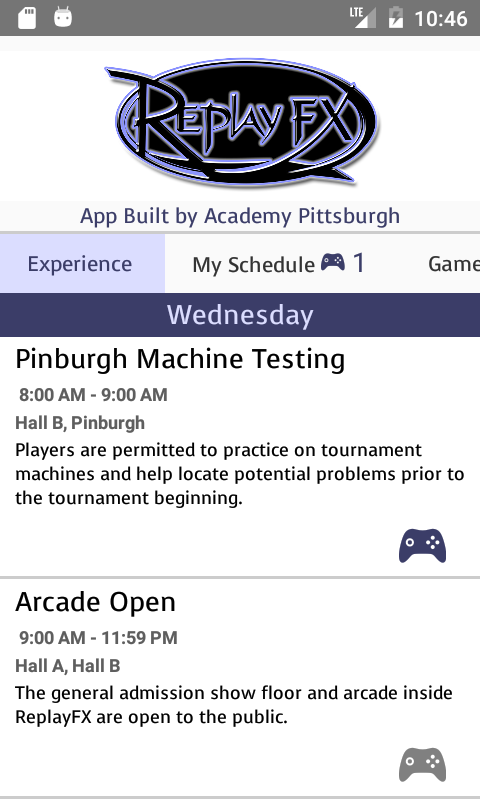 LTE 10:46
Replay FX
App Built by Academy Pittsburgh
Experience My Schedule 1 Game
Wednesday
Pinburgh Machine Testing
8:00 AM - 9:00 AM
Hall B, Pinburgh
Players are permitted to practice on tournament
machines and help locate potential problems prior to
the tournament beginning.
Arcade Open
9:00 AM - 11:59 PM
Hall A, Hall B
The general admission show floor and arcade inside
ReplayFX are open to the public.